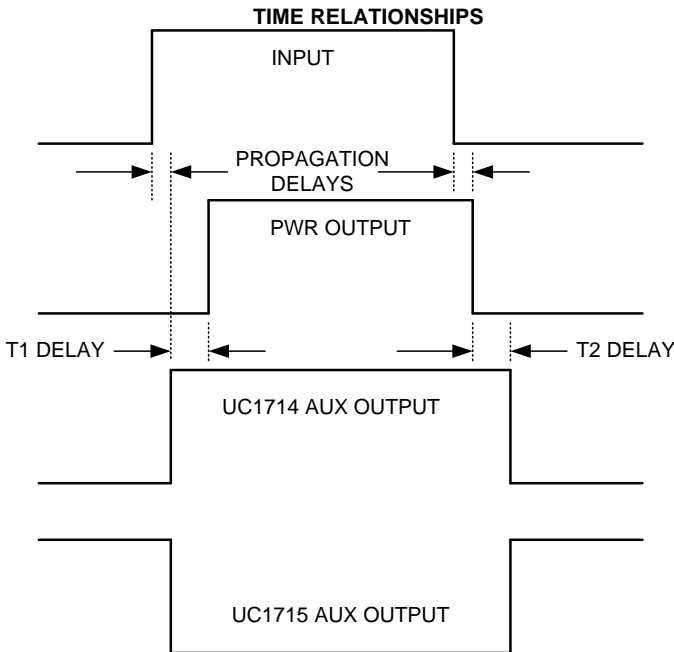 TIME RELATIONSHIPS
INPUT
PROPAGATION
DELAYS
PWR OUTPUT
T1 DELAY
T2 DELAY
UC1714 AUX OUTPUT
UC1715 AUX OUTPUT